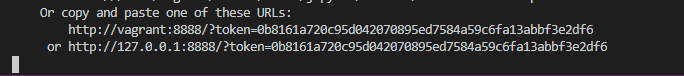 Or copy and paste one of these URLs:
http://vagrant:8888/?token=0b8161a720c95d042070895ed7584a59c6fa13abbf3e2df6
or http://127.0.0.1:8888/?token=0b8161a720c95d042070895ed7584a59c6fa13abbf3e2df6